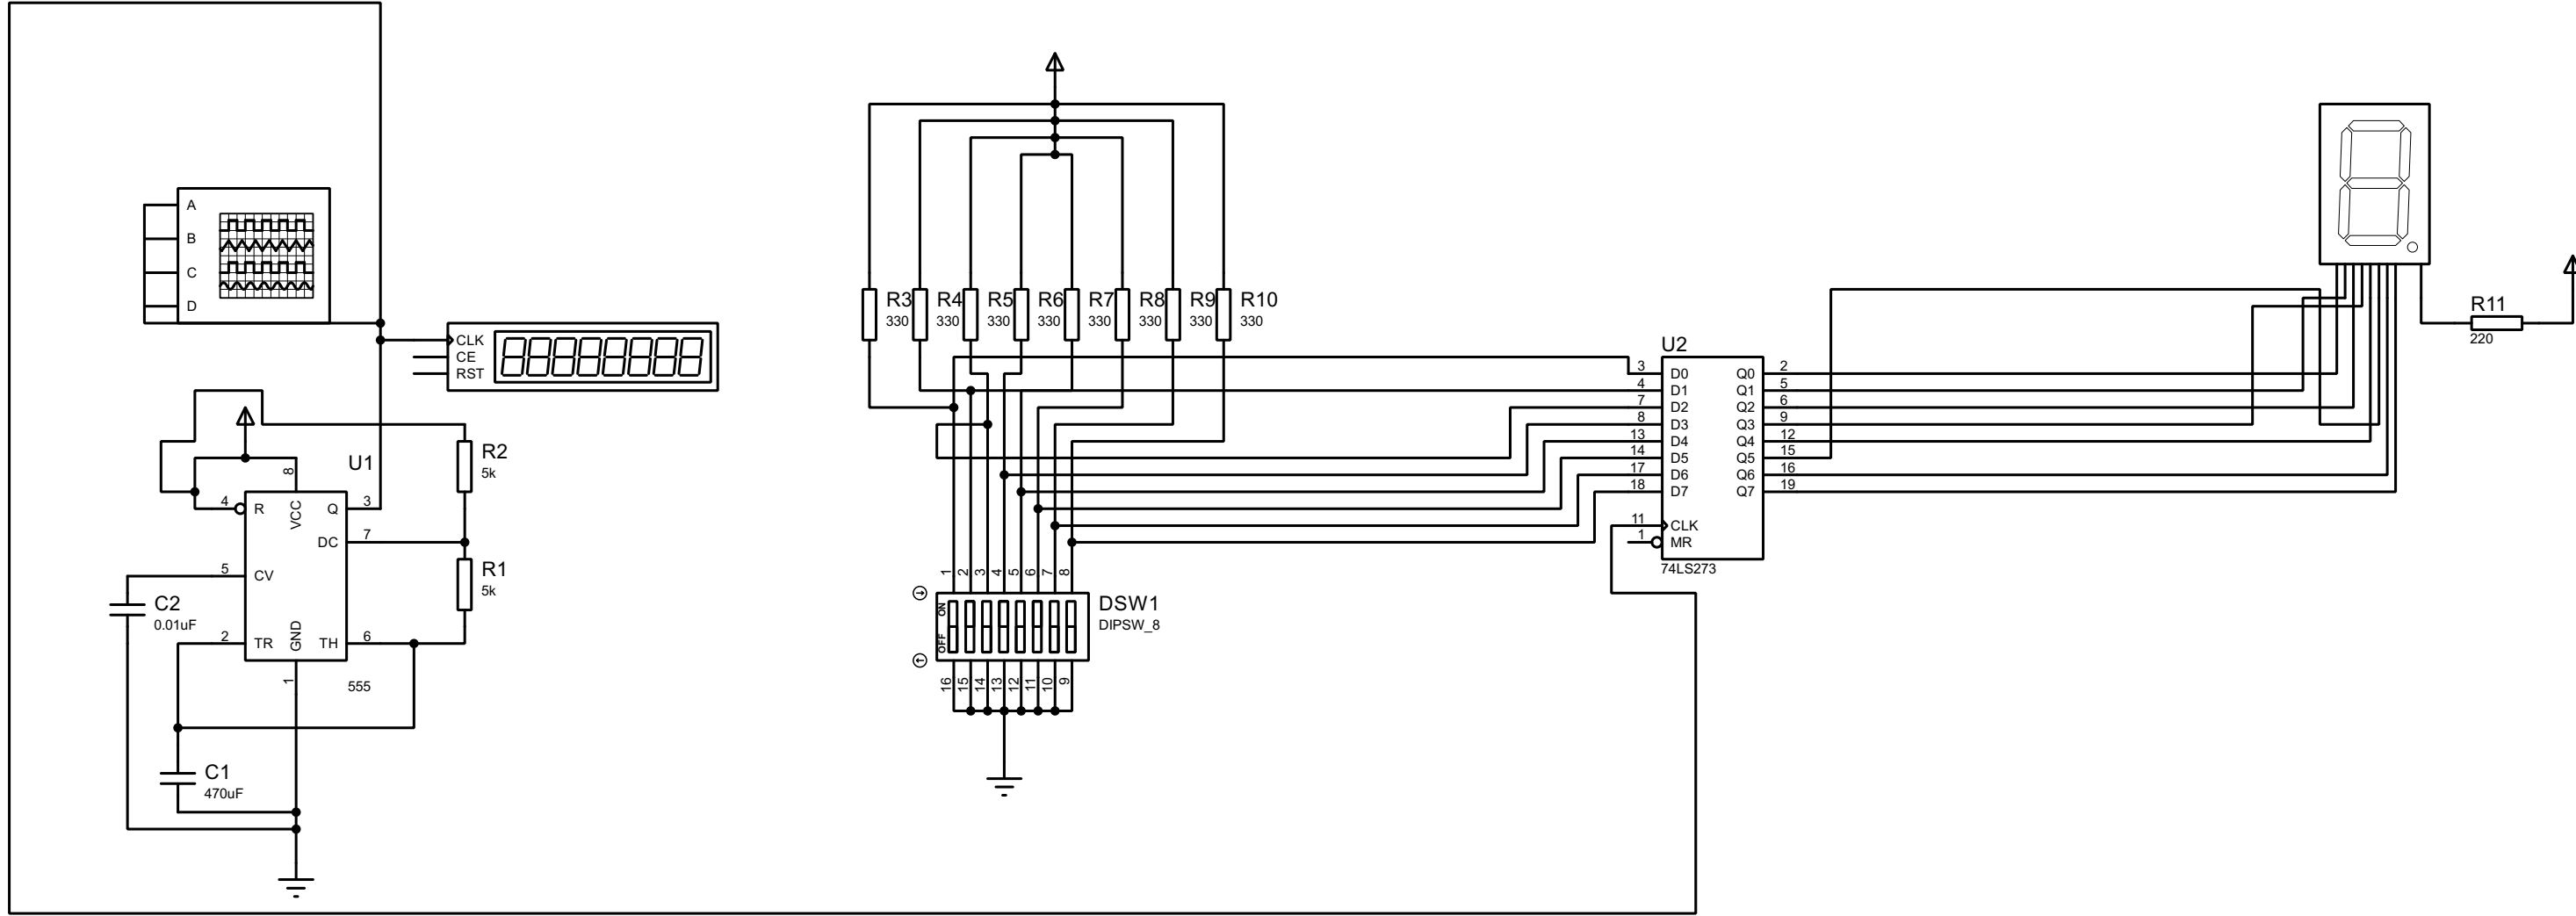 A
B
C
D
CLK
CE
RST
R3
330
R4
330
R5
330
R6
330
R7
330
R8
330
R9
330
R10
330
R11
220
U2
3
D0
Q0
2
4
D1
Q1
5
7
D2
Q2
6
8
D3
Q3
9
13
D4
Q4
12
14
D5
Q5
15
17
D6
Q6
16
18
D7
Q7
19
11
CLK
1
MR
74LS273
U1
8
VCC
4
R
Q
3
DC
7
5
CV
2
TR
GND
TH
6
1
555
R2
5k
R1
5k
C2
0.01uF
C1
470uF
1
2
3
4
5
6
7
8
ON
OFF
DSW1
DIPSW_8
16
15
14
13
12
11
10
9